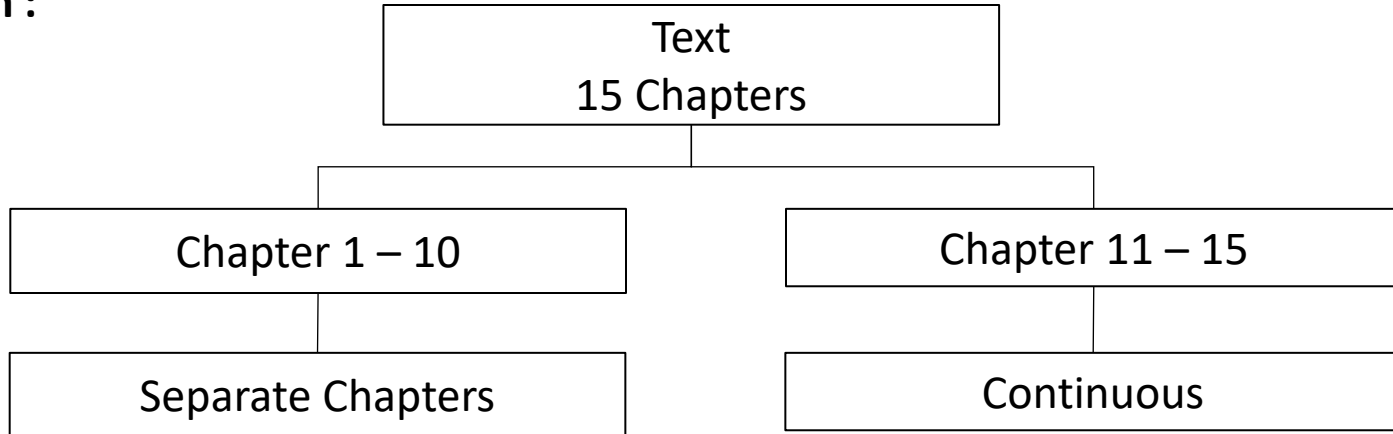 Text
15 Chapters
Chapter 1 – 10
Chapter 11 – 15
Separate Chapters
Continuous